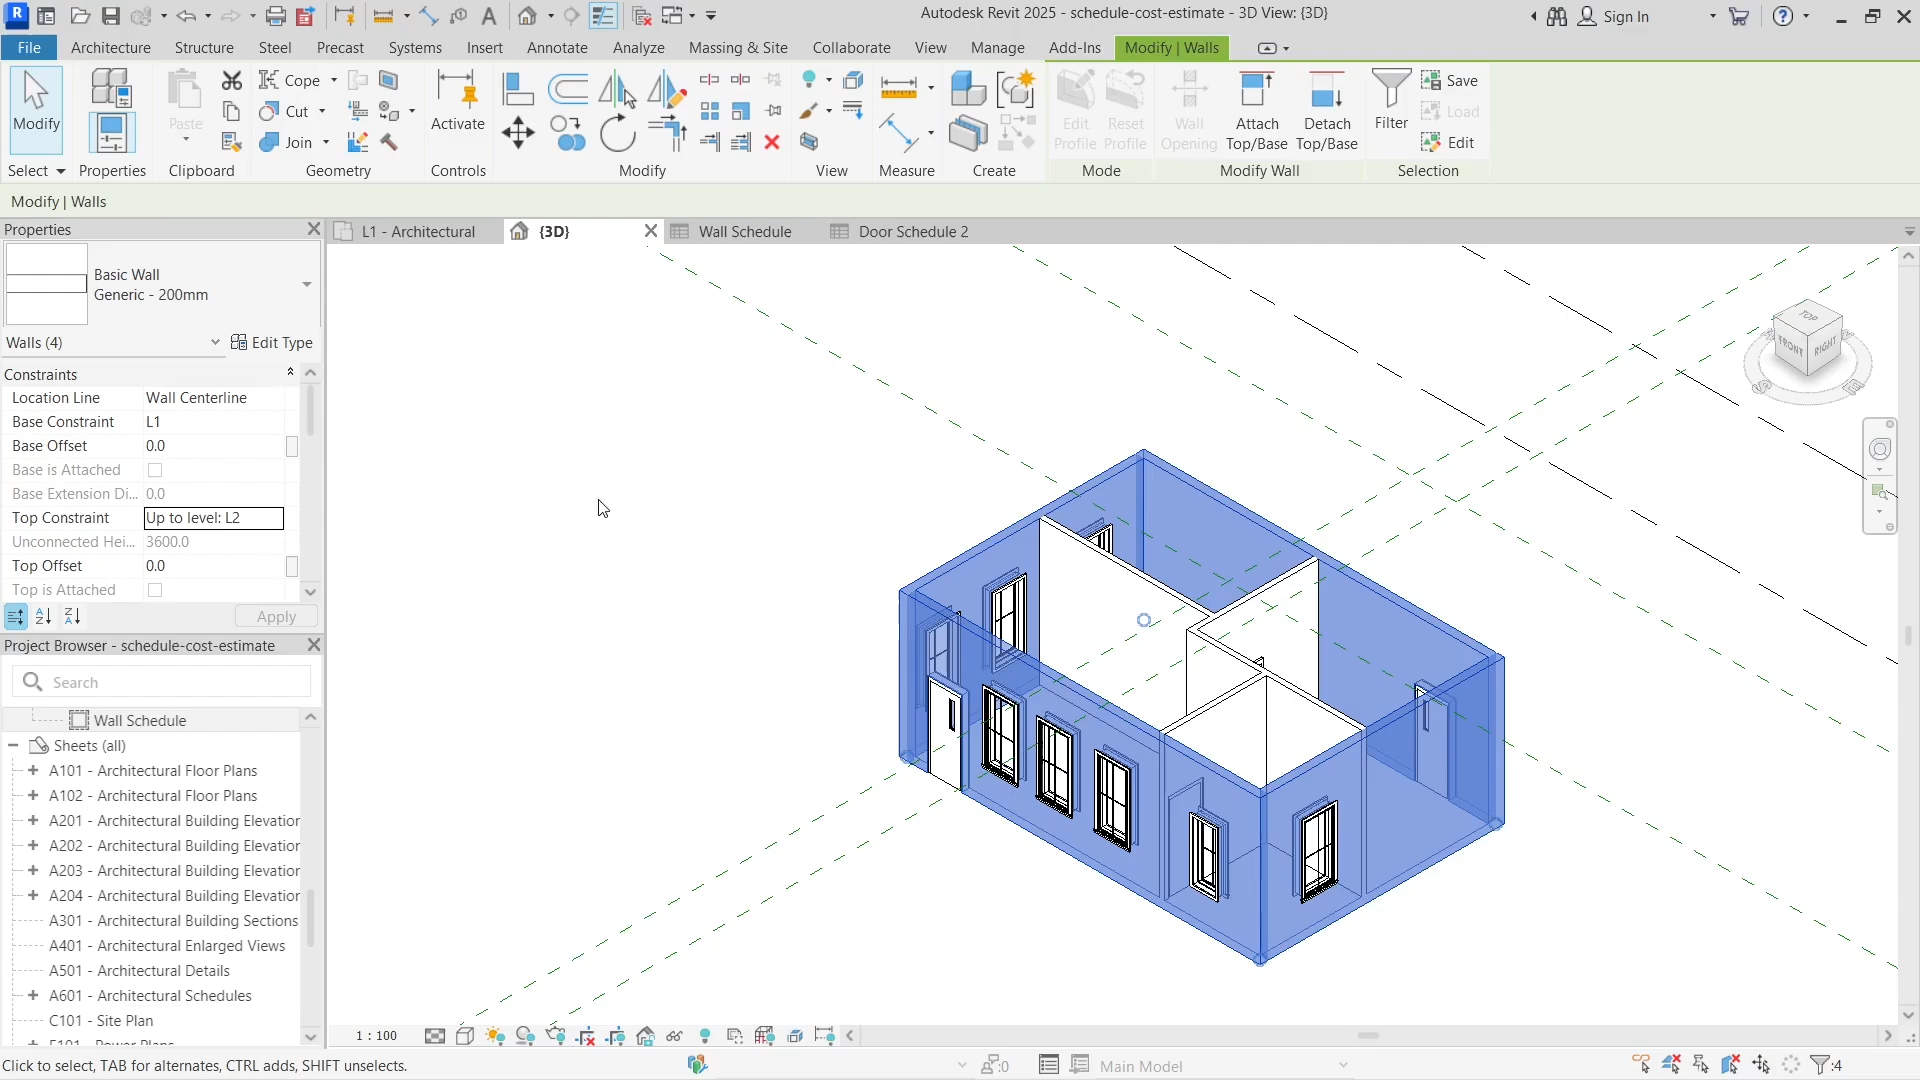 Autodesk Revit 2025 - schedule-cost-estimate - 3D View: {3D}
Sign In
File
Architecture
Structure
Steel
Precast
Systems
Insert
Annotate
Analyze
Massing & Site
Collaborate
View
Manage
Add-Ins
Modify | Walls
Modify
Select
Properties
Paste
Clipboard
Cope
Cut
Join
Geometry
Activate
Controls
Modify
View
Measure
Create
Edit Profile
Reset Profile
Mode
Wall Opening
Attach Top/Base
Detach Top/Base
Modify Wall
Filter
Save
Load
Edit
Selection
Modify | Walls
Properties
Basic Wall
Generic - 200mm
Walls (4)
Edit Type
Constraints
Location Line Wall Centerline
Base Constraint L1
Base Offset 0.0
Base is Attached
Base Extension Di... 0.0
Top Constraint Up to level: L2
Unconnected Hei... 3600.0
Top Offset 0.0
Top is Attached
Apply
Project Browser - schedule-cost-estimate
Search
Wall Schedule
Sheets (all)
A101 - Architectural Floor Plans
A102 - Architectural Floor Plans
A201 - Architectural Building Elevation
A202 - Architectural Building Elevation
A203 - Architectural Building Elevation
A204 - Architectural Building Elevation
A301 - Architectural Building Sections
A401 - Architectural Enlarged Views
A501 - Architectural Details
A601 - Architectural Schedules
C101 - Site Plan
L1 - Architectural
{3D}
Wall Schedule
Door Schedule 2
TOP
FRONT
RIGHT
1 : 100
Click to select, TAB for alternates, CTRL adds, SHIFT unselects.
:0
Main Model
:4